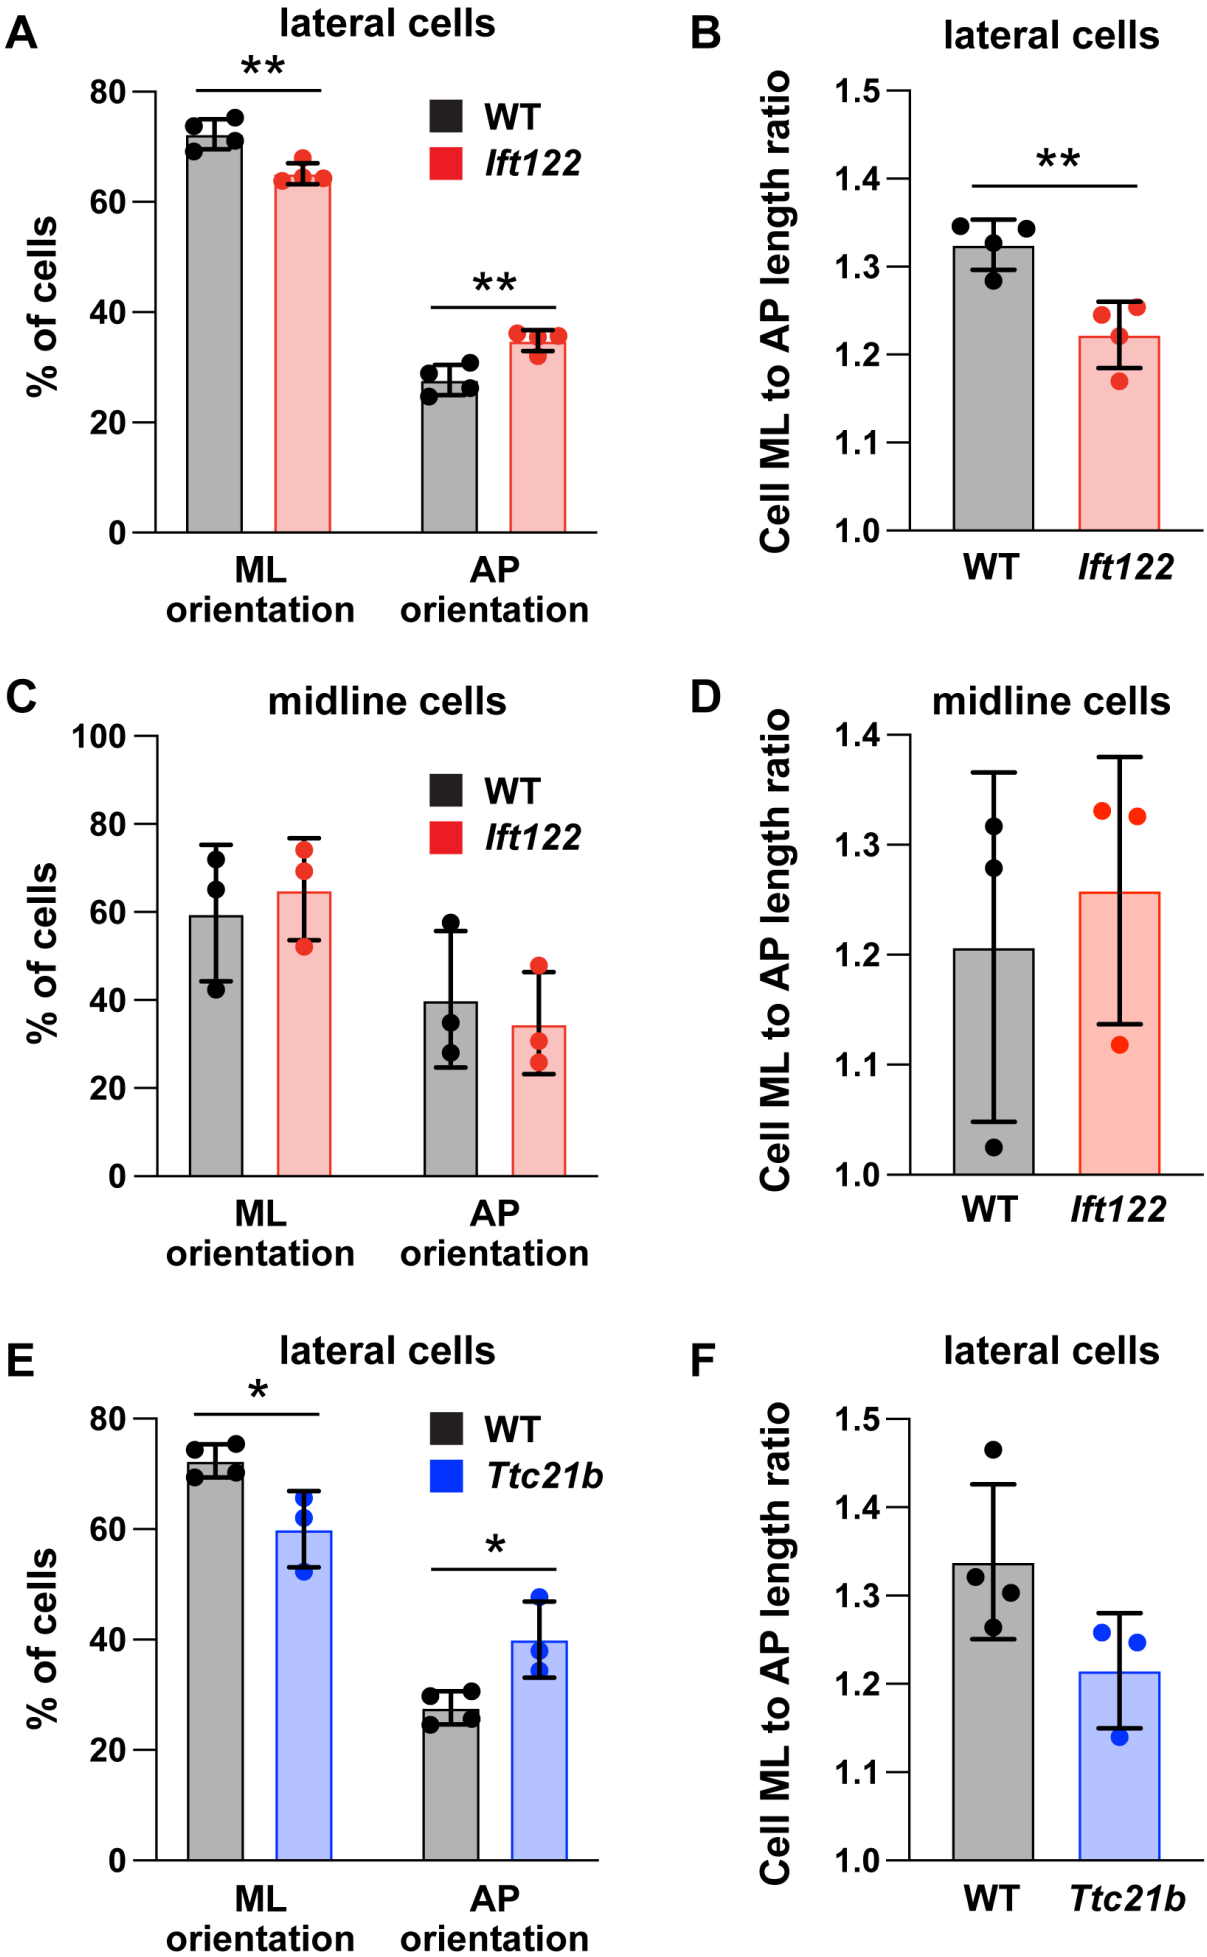 A
lateral cells
**
80
60
40
20
0
% of cells
WT
Ift122
**
ML
orientation
AP
orientation
B
lateral cells
Cell ML to AP length ratio
1.5
1.4
1.3
1.2
1.1
1.0
**
WT
Ift122
C
midline cells
100
80
60
40
20
0
% of cells
WT
Ift122
ML
orientation
AP
orientation
D
midline cells
Cell ML to AP length ratio
1.4
1.3
1.2
1.1
1.0
WT
Ift122
E
lateral cells
*
80
60
40
20
0
% of cells
WT
Ttc21b
*
ML
orientation
AP
orientation
F
lateral cells
Cell ML to AP length ratio
1.5
1.4
1.3
1.2
1.1
1.0
WT
Ttc21b